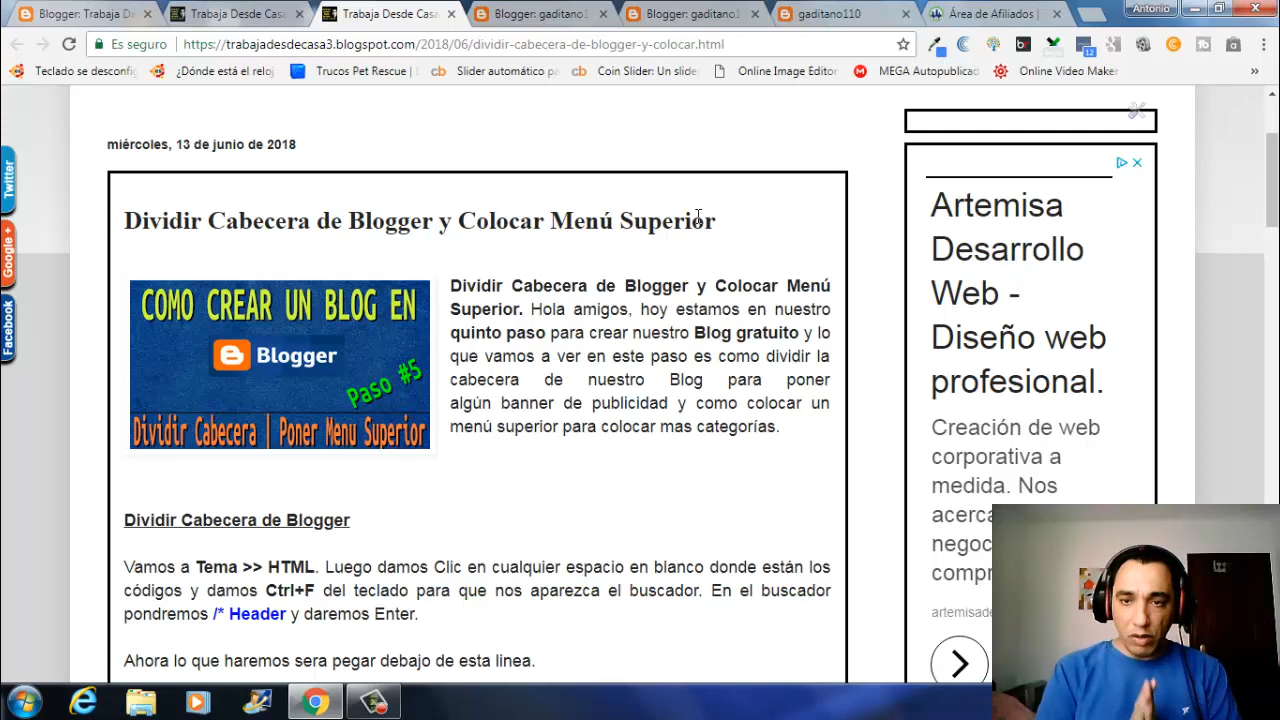 Blogger: Trabaja Desde C
Trabaja Desde Casa
Trabaja Desde Casa
Blogger: gaditano1
Blogger: gaditano1
gaditano110
Área de Afiliados |
Antonio
Es seguro
https://trabajadesdecasa3.blogspot.com/2018/06/dividir-cabecera-de-blogger-y-colocar.html
12
Teclado se desconfig
¿Dónde está el reloj
Trucos Pet Rescue |
Slider automático pa
Coin Slider: Un slide
Online Image Editor
MEGA Autopublicad
Online Video Maker
»
Twitter
Google +
Facebook
miércoles, 13 de junio de 2018
Dividir Cabecera de Blogger y Colocar Menú Superior
COMO CREAR UN BLOG EN
Blogger
Paso #5
Dividir Cabecera | Poner Menu Superior
Dividir Cabecera de Blogger y Colocar Menú
Superior. Hola amigos, hoy estamos en nuestro
quinto paso para crear nuestro Blog gratuito y lo
que vamos a ver en este paso es como dividir la
cabecera de nuestro Blog para poner
algún banner de publicidad y como colocar un
menú superior para colocar mas categorías.
Dividir Cabecera de Blogger
Vamos a Tema >> HTML. Luego damos Clic en cualquier espacio en blanco donde están los
códigos y damos Ctrl+F del teclado para que nos aparezca el buscador. En el buscador
pondremos /* Header y daremos Enter.
Ahora lo que haremos sera pegar debajo de esta linea.
Artemisa
Desarrollo
Web -
Diseño web
profesional.
Creación de web
corporativa a
medida. Nos
acerca
negoc
compr
artemisade